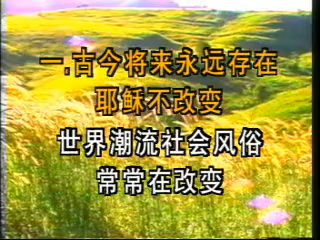 一.古今将来永远存在
耶稣不改变
世界潮流社会风俗
常常在改变